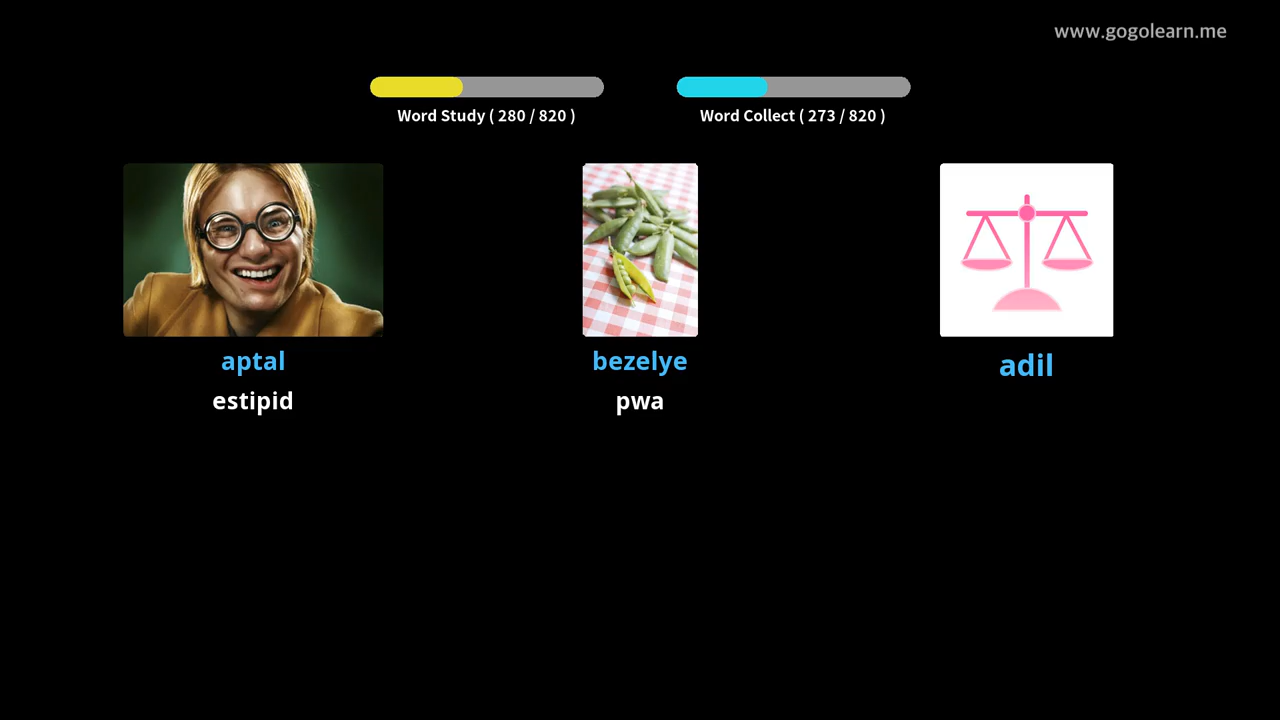 www.gogolearn.me
Word Study ( 280 / 820 )
Word Collect ( 273 / 820 )
aptal
estipid
bezelye
pwa
adil